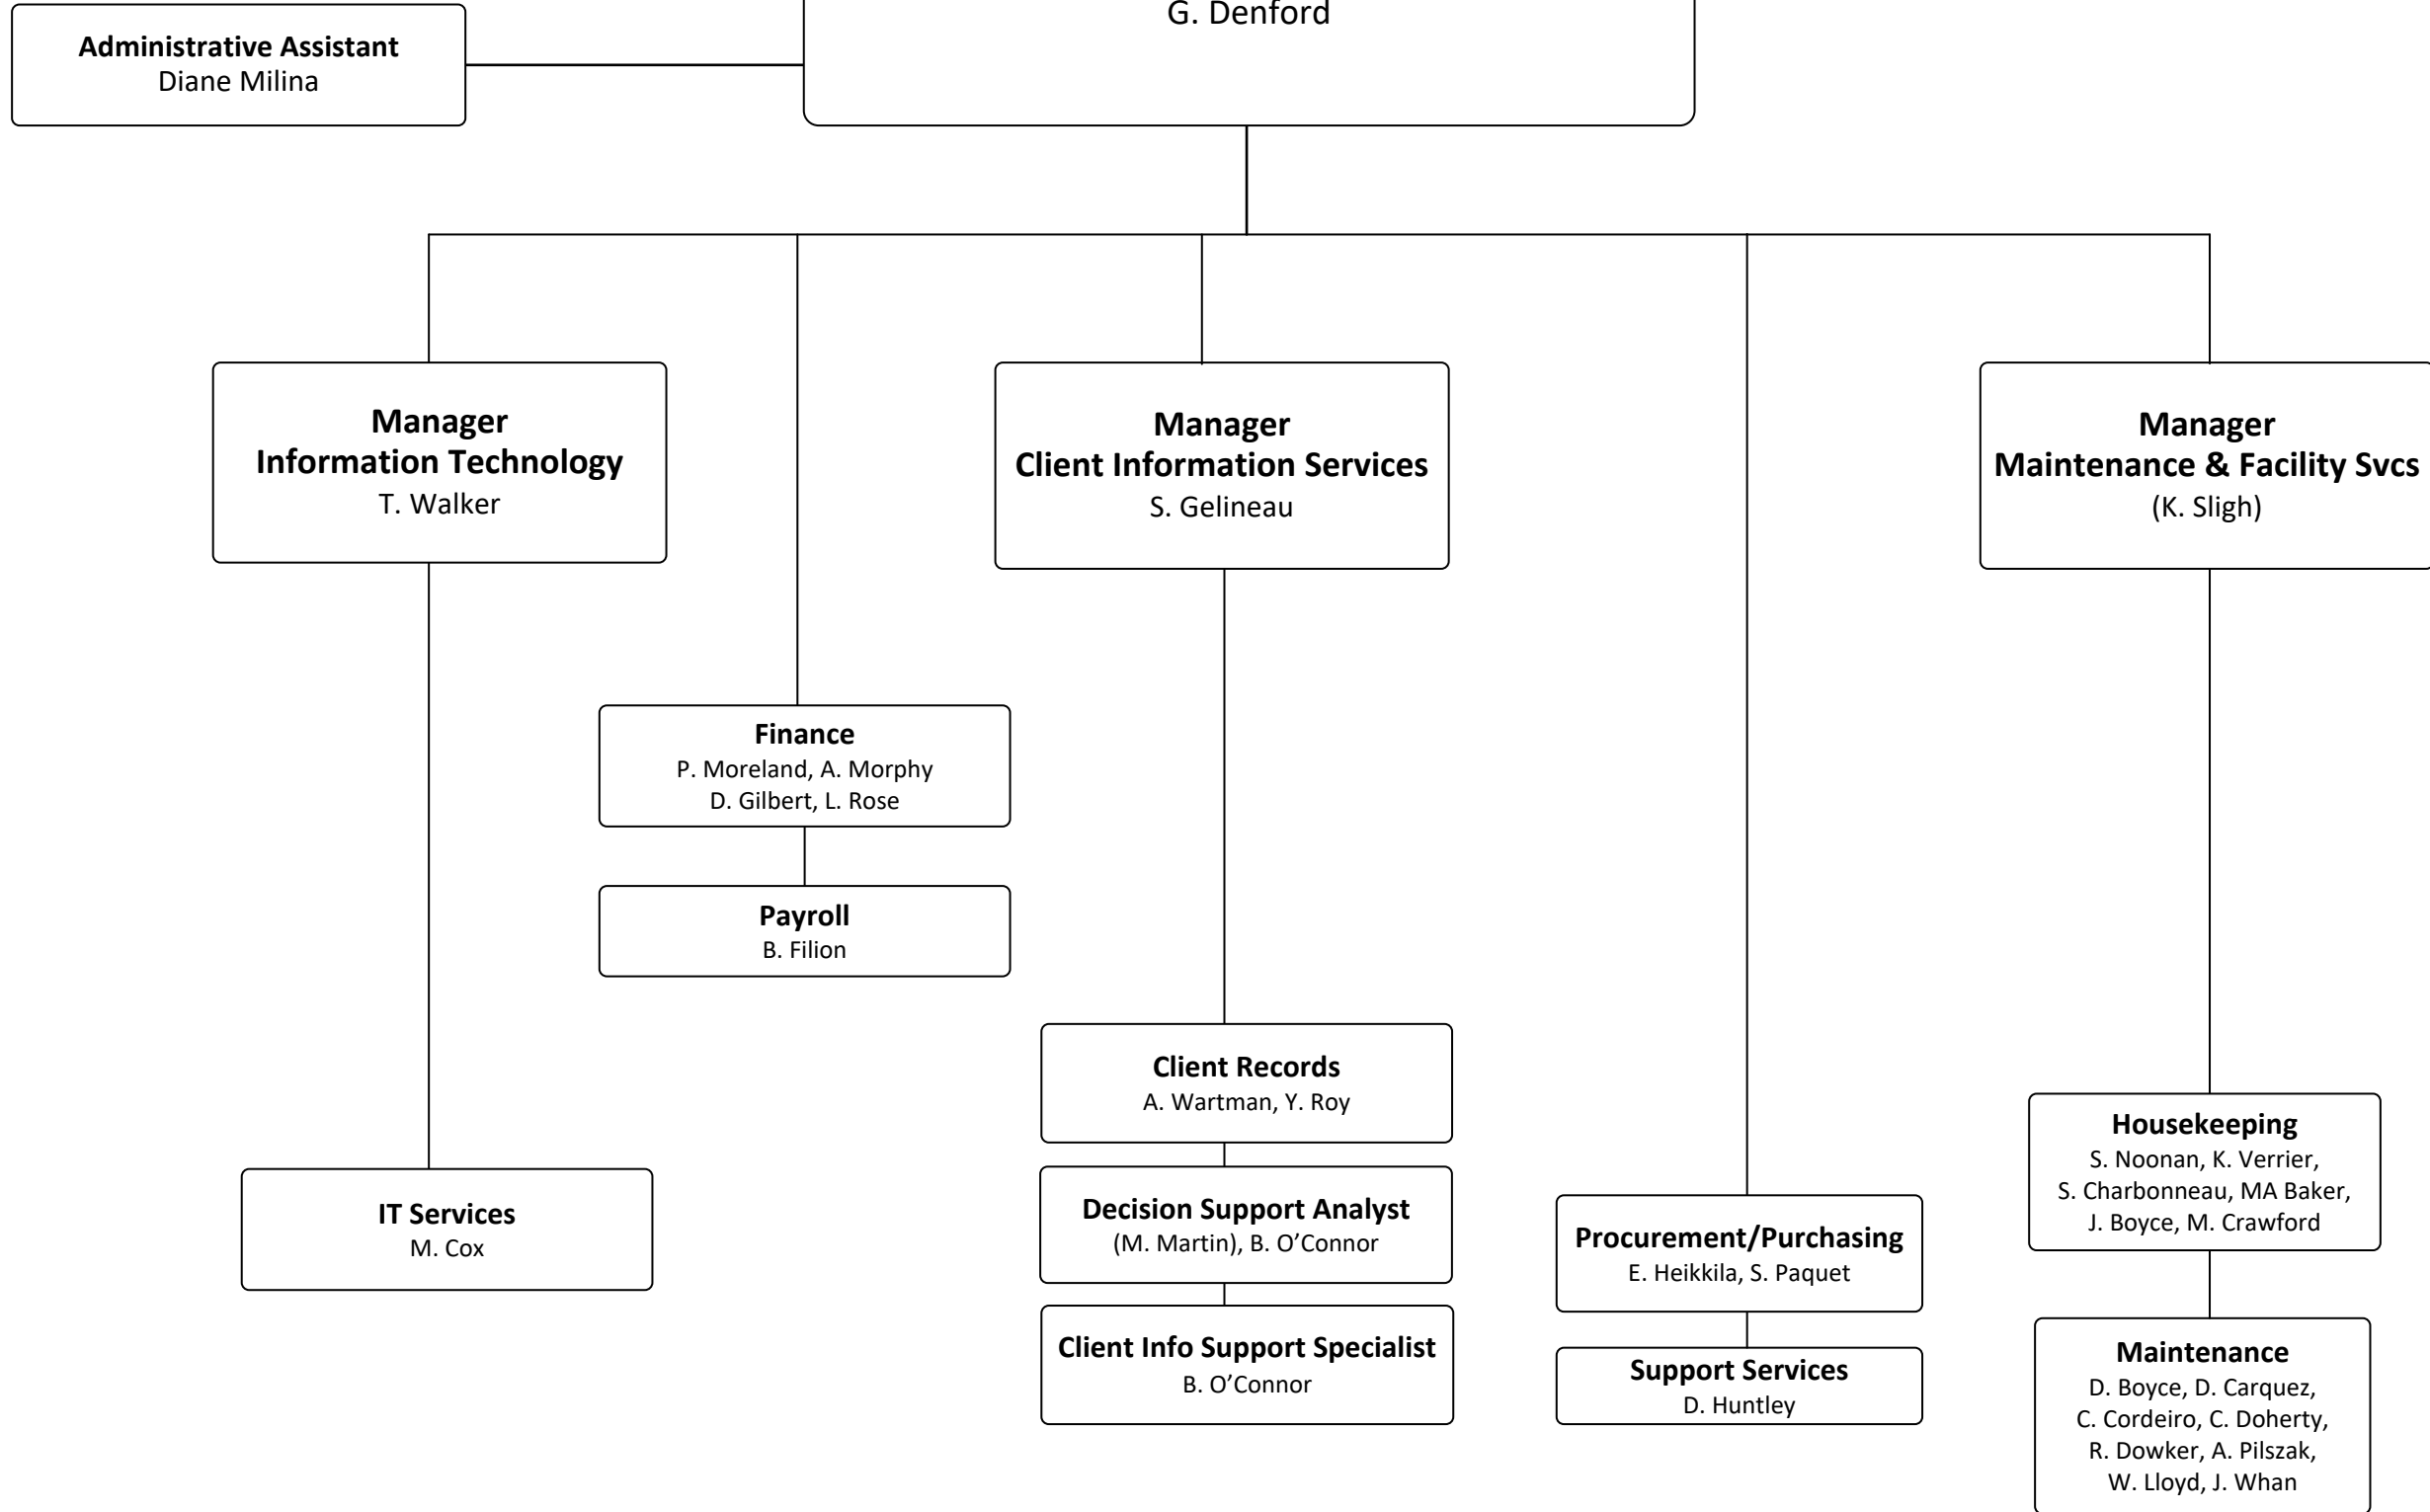 G. Denford
Administrative Assistant
Diane Milina
Manager
Information Technology
T. Walker
Manager
Client Information Services
S. Gelineau
Manager
Maintenance & Facility Svcs
(K. Sligh)
Finance
P. Moreland, A. Morphy
D. Gilbert, L. Rose
Payroll
B. Filion
Client Records
A. Wartman, Y. Roy
Decision Support Analyst
(M. Martin), B. O’Connor
Client Info Support Specialist
B. O’Connor
IT Services
M. Cox
Procurement/Purchasing
E. Heikkila, S. Paquet
Support Services
D. Huntley
Housekeeping
S. Noonan, K. Verrier,
S. Charbonneau, MA Baker,
J. Boyce, M. Crawford
Maintenance
D. Boyce, D. Carquez,
C. Cordeiro, C. Doherty,
R. Dowker, A. Pilszak,
W. Lloyd, J. Whan